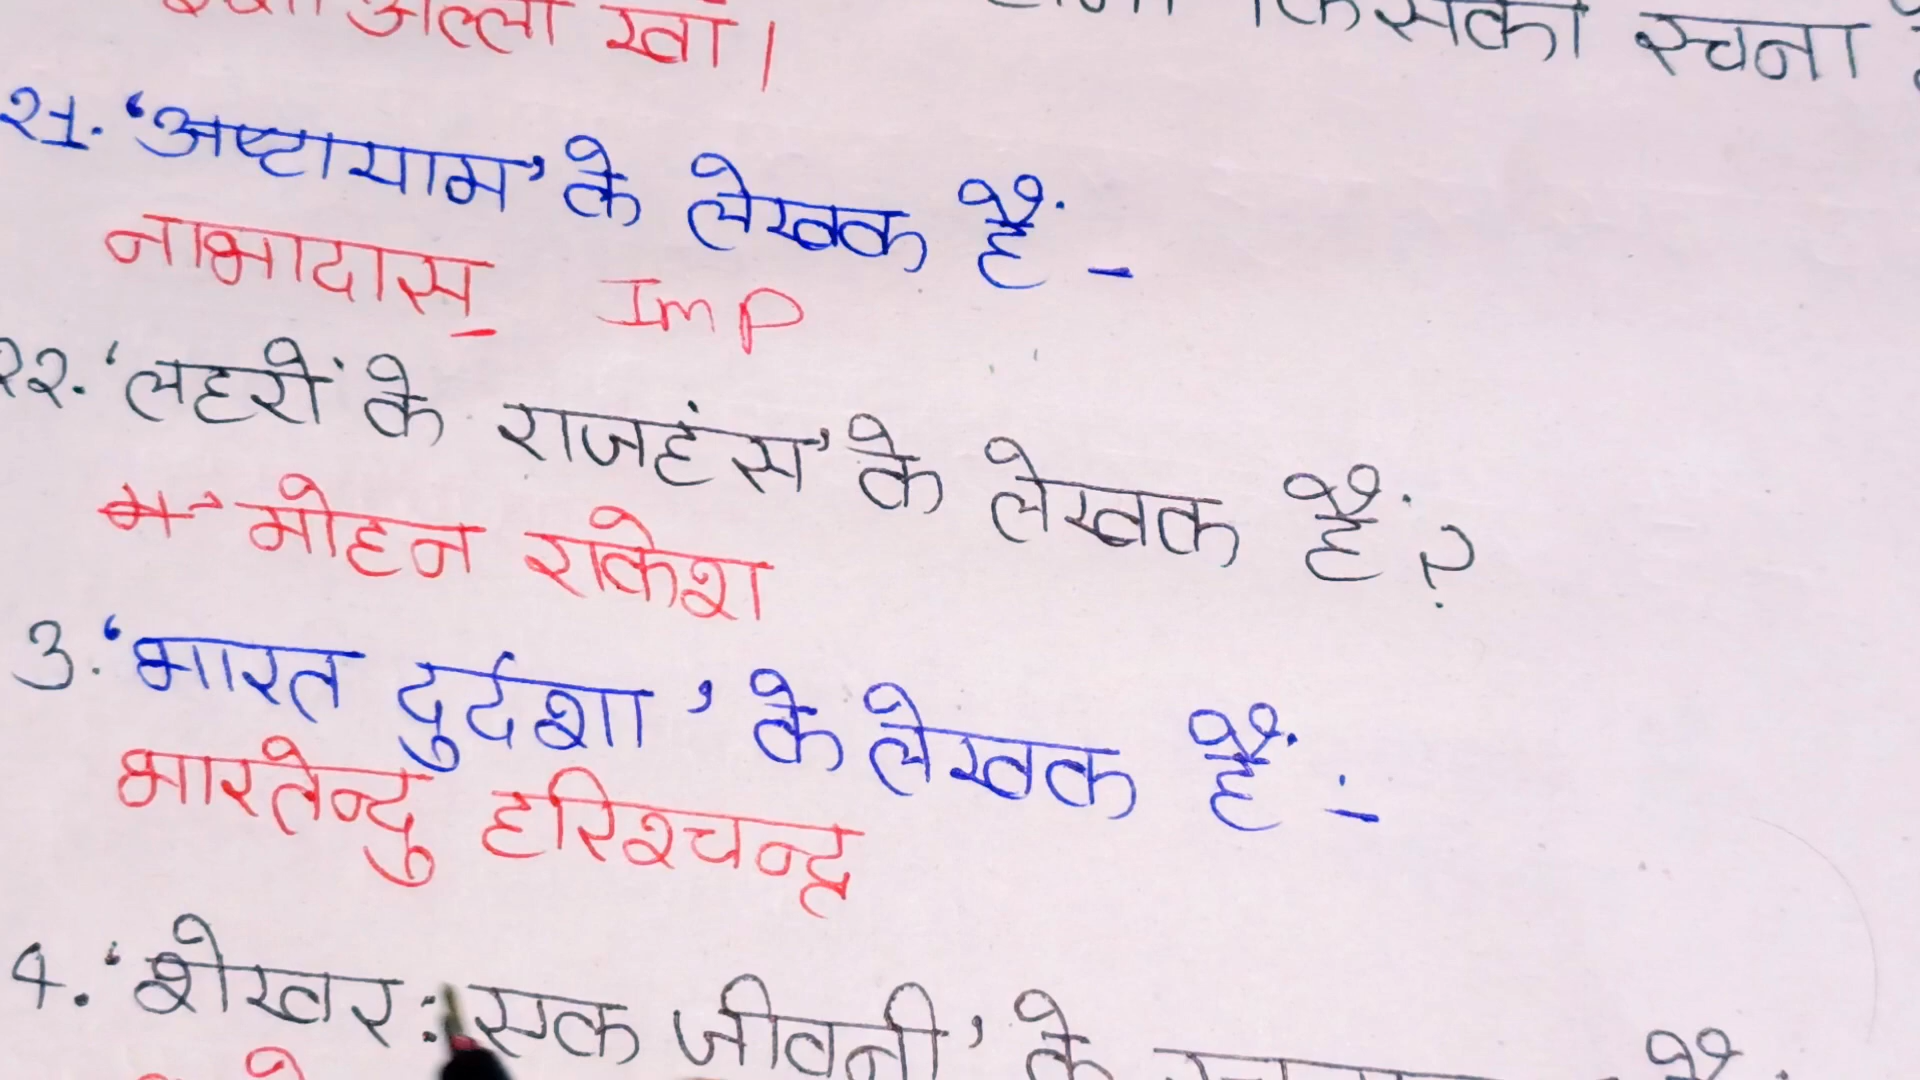 अल्ला खाँ। किसकी रचना
21. 'अष्टायाम' के लेखक हैं -
नाभादास Imp
22. 'लहरों के राजहंस' के लेखक हैं?
मोहन राकेश
3. 'भारत दुर्दशा' के लेखक हैं :-
भारतेन्दु हरिश्चन्द्र
4. 'शेखर: एक जीवनी' के